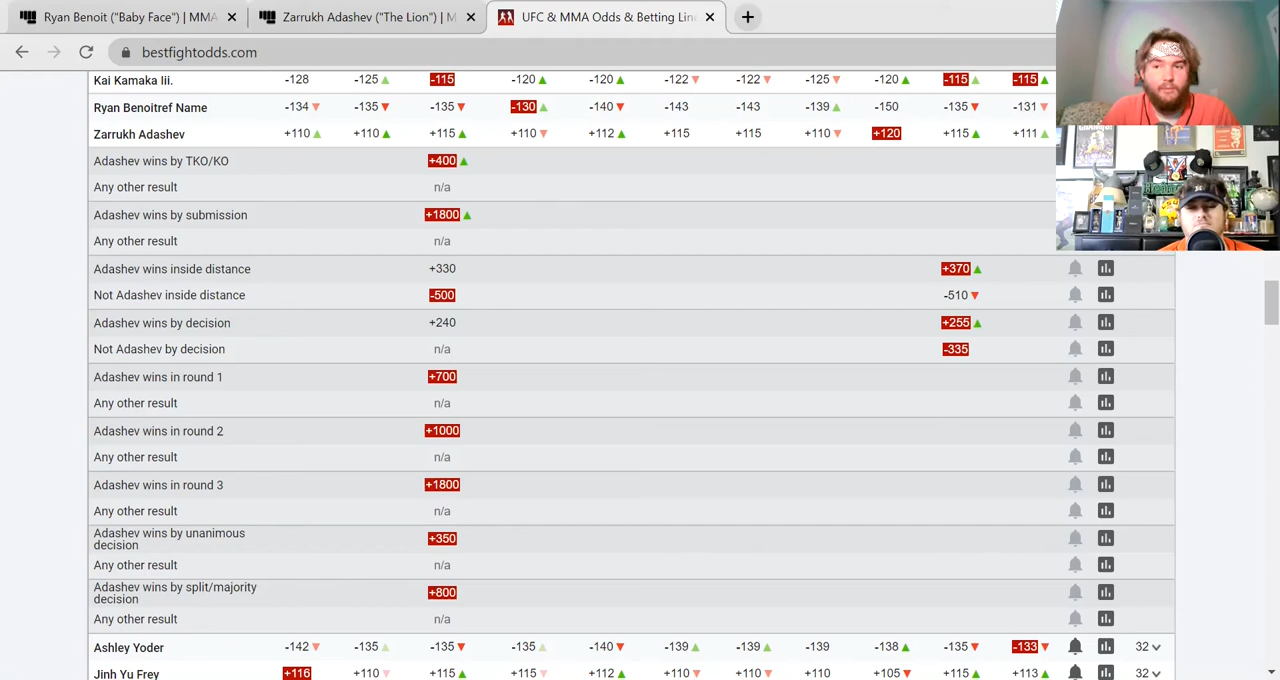 Ryan Benoit ("Baby Face") | MMA
Zarrukh Adashev ("The Lion") | M
UFC & MMA Odds & Betting Line
bestfightodds.com
Kai Kamaka Iii. -128 -125 -115 -120 -120 -122 -122 -125 -120 -115 -115
Ryan Benoitref Name -134 -135 -135 -130 -140 -143 -143 -139 -150 -135 -131
Zarrukh Adashev +110 +110 +115 +110 +112 +115 +115 +110 +120 +115 +111
Adashev wins by TKO/KO +400
Any other result n/a
Adashev wins by submission +1800
Any other result n/a
Adashev wins inside distance +330 +370
Not Adashev inside distance -500 -510
Adashev wins by decision +240 +255
Not Adashev by decision n/a -335
Adashev wins in round 1 +700
Any other result n/a
Adashev wins in round 2 +1000
Any other result n/a
Adashev wins in round 3 +1800
Any other result n/a
Adashev wins by unanimous
decision +350
Any other result n/a
Adashev wins by split/majority
decision +800
Any other result n/a
Ashley Yoder -142 -135 -135 -135 -140 -139 -139 -139 -138 -135 -133 32
Jinh Yu Frey +116 +110 +115 +115 +112 +110 +110 +110 +105 +115 +113 32